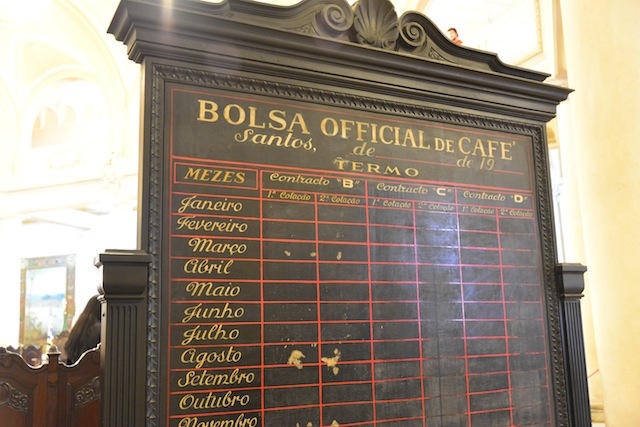 BOLSA OFFICIAL DE CAFÉ
Santos, de de 19
TERMO
MEZES Contracto "B" Contracto "C" Contracto "D"
1ª Cotação 2ª Cotação 1ª Cotação 2ª Cotação 1ª Cotação 2ª Cotação
Janeiro
Fevereiro
Março
Abril
Maio
Junho
Julho
Agosto
Setembro
Outubro
Novembro